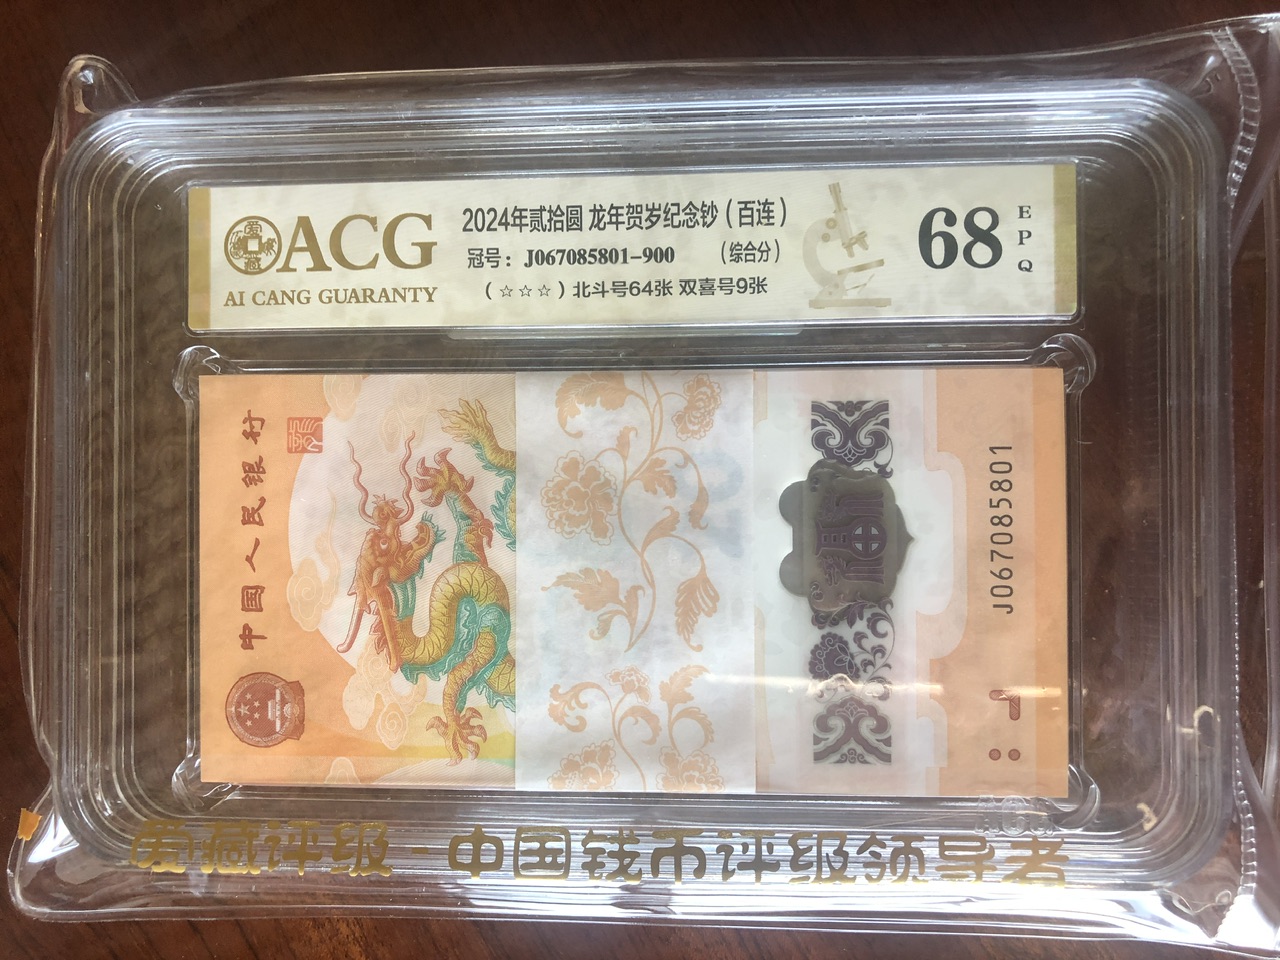 ACG
AI CANG GUARANTY
2024年贰拾圆 龙年贺岁纪念钞(百连)
冠号：J067085801-900 (综合分)
(☆☆☆)北斗号64张 双喜号9张
68
EPQ
中国人民银行
J067085801
爱藏评级-中国钱币评级领导者